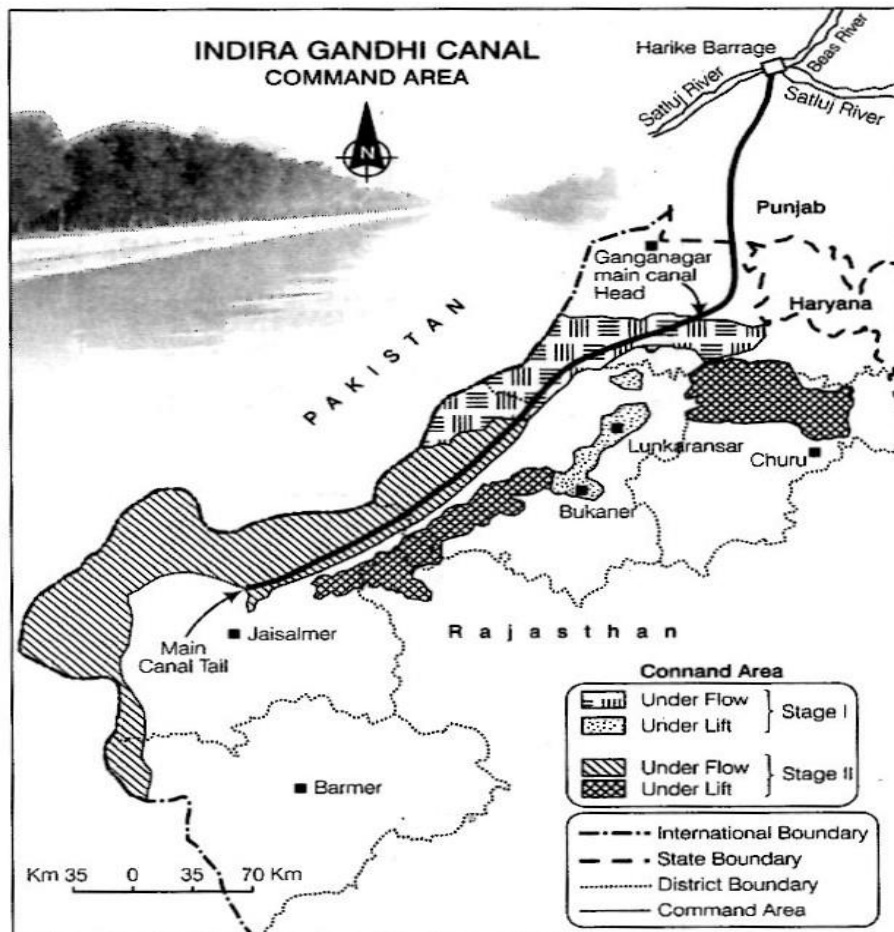 INDIRA GANDHI CANAL
COMMAND AREA
N
Harike Barrage
Beas River
Satluj River
Satluj River
Punjab
Ganganagar
main canal
Head
Haryana
PAKISTAN
Lunkaransar
Churu
Bukaner
Main
Canal Tail
Jaisalmer
Rajasthan
Barmer
Connand Area
Under Flow
Under Lift
Stage I
Under Flow
Under Lift
Stage II
International Boundary
State Boundary
District Boundary
Command Area
Km 35 0 35 70 Km